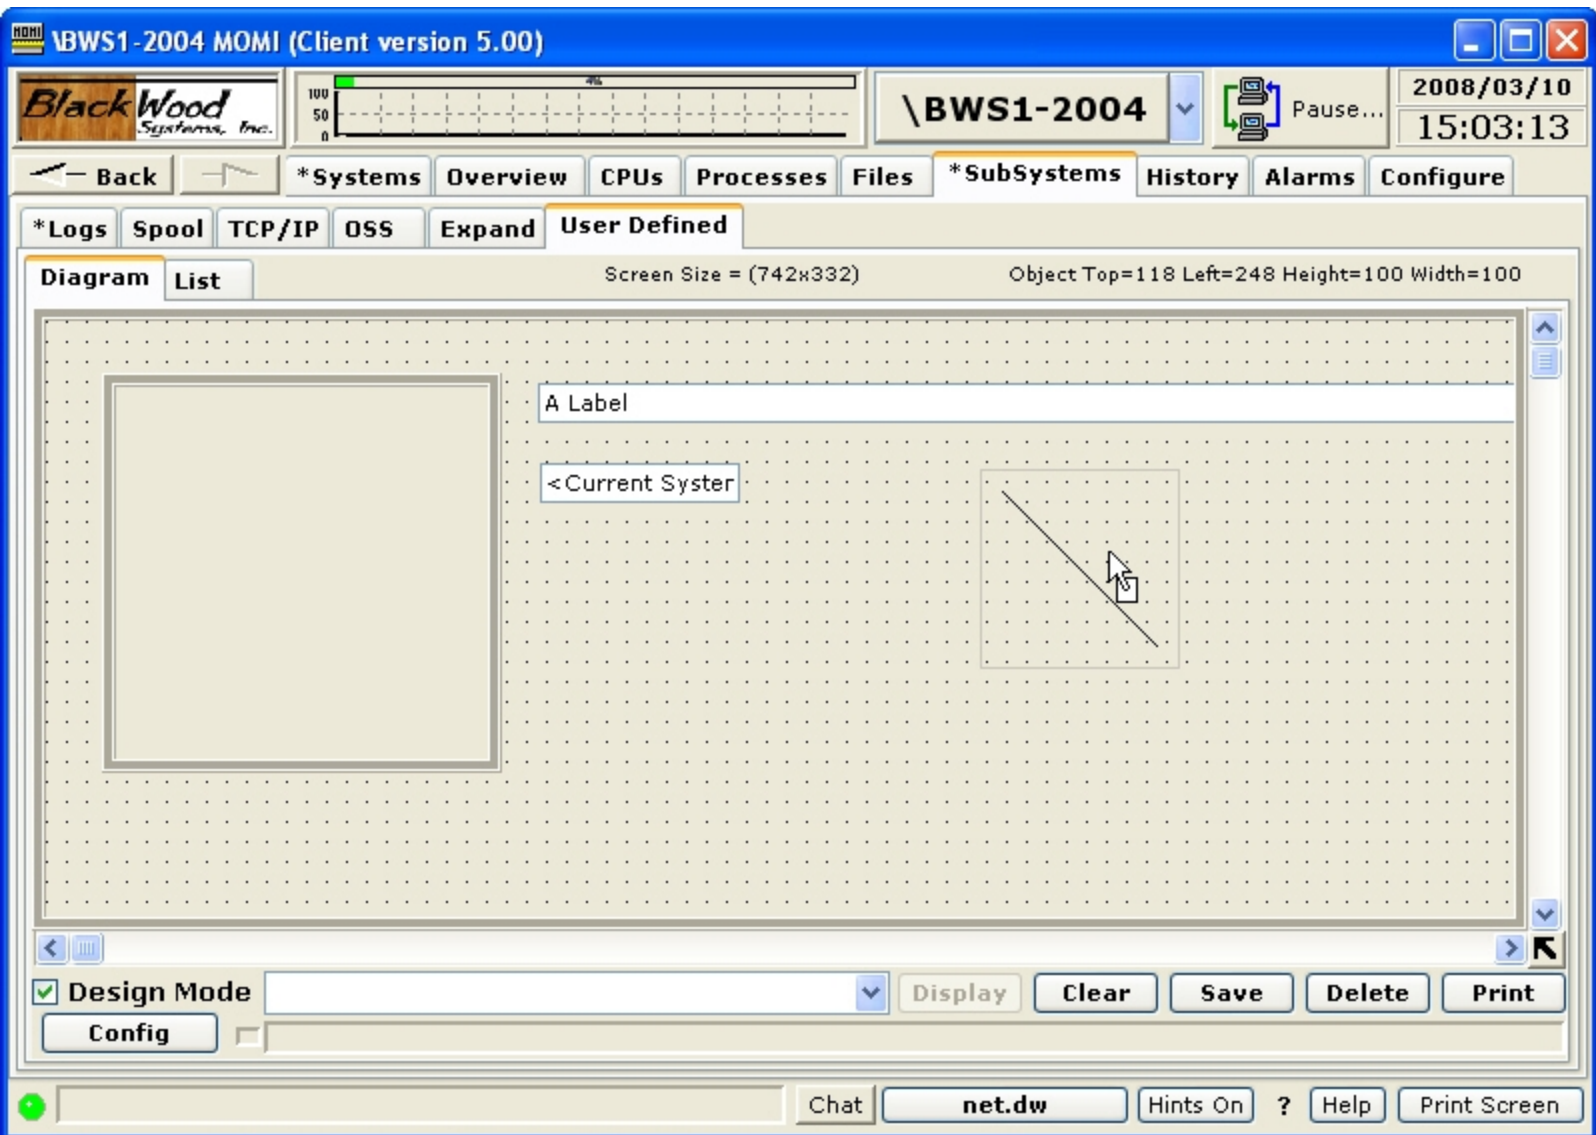 MOMI \BWS1-2004 MOMI (Client version 5.00)
BlackWood Systems, Inc.
4%
100
50
0
\BWS1-2004
Pause...
2008/03/10
15:03:13
Back *Systems Overview CPUs Processes Files *SubSystems History Alarms Configure
*Logs Spool TCP/IP OSS Expand User Defined
Diagram List Screen Size = (742x332) Object Top=118 Left=248 Height=100 Width=100
A Label
<Current Syster
Design Mode Display Clear Save Delete Print
Config
Chat net.dw Hints On ? Help Print Screen